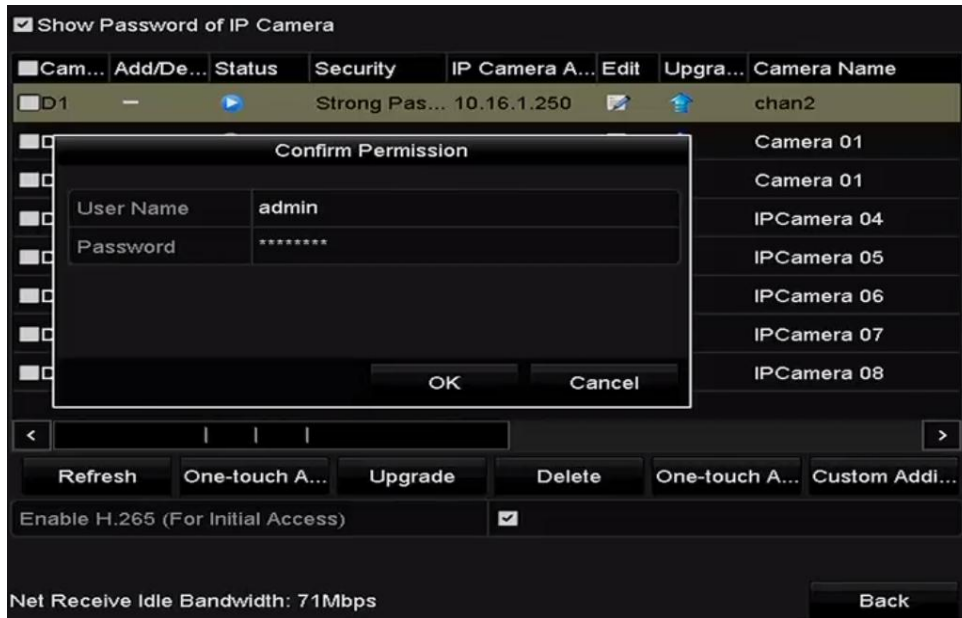 Show Password of IP Camera
Cam... Add/De... Status Security IP Camera A... Edit Upgra... Camera Name
D1 — Strong Pas... 10.16.1.250 chan2
D Camera 01
Confirm Permission
D Camera 01
User Name admin
D IPCamera 04
Password ********
D IPCamera 05
D IPCamera 06
D IPCamera 07
D IPCamera 08
OK Cancel
< >
Refresh One-touch A... Upgrade Delete One-touch A... Custom Addi...
Enable H.265 (For Initial Access)
Net Receive Idle Bandwidth: 71Mbps Back